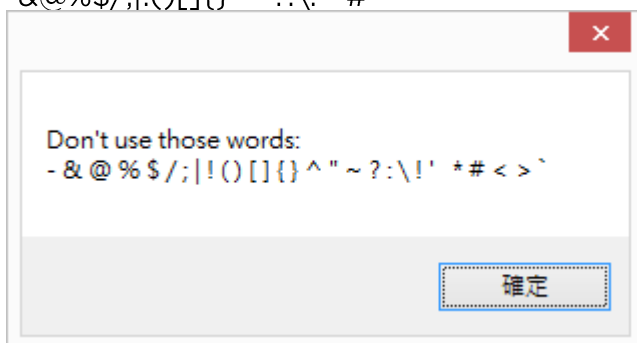 Don't use those words:
- & @ % $ / ; | ! ( ) [ ] { } ^ " ~ ? : \ ! '  * # < > `
確定